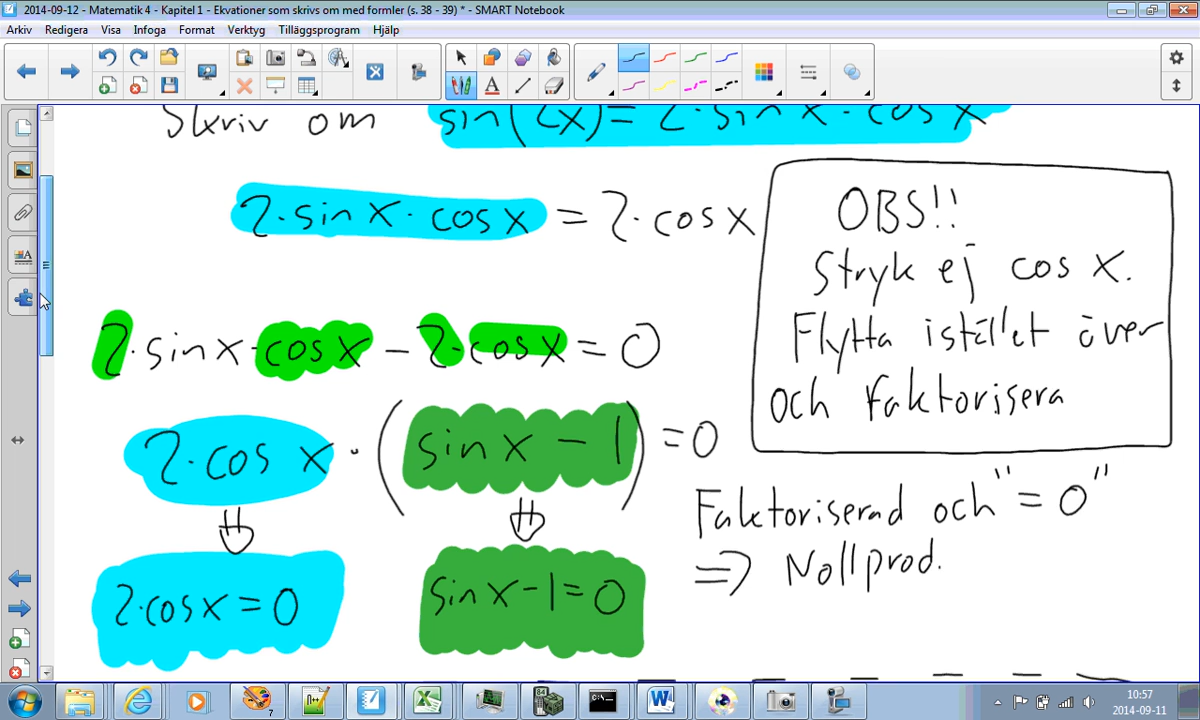 2014-09-12 - Matematik 4 - Kapitel 1 - Ekvationer som skrivs om med formler (s. 38 - 39) * - SMART Notebook
Arkiv Redigera Visa Infoga Format Verktyg Tilläggsprogram Hjälp
Skriv om sin(2x) = 2·sin x·cos x
2·sin x·cos x = 2·cos x
2·sin x·cos x - 2·cos x = 0
2·cos x · (sin x - 1) = 0
2·cos x = 0 sin x - 1 = 0
OBS!!
Stryk ej cos x.
Flytta istället över
och faktorisera
Faktoriserad och "= 0"
=> Nollprod.
7
64
10:57
2014-09-11